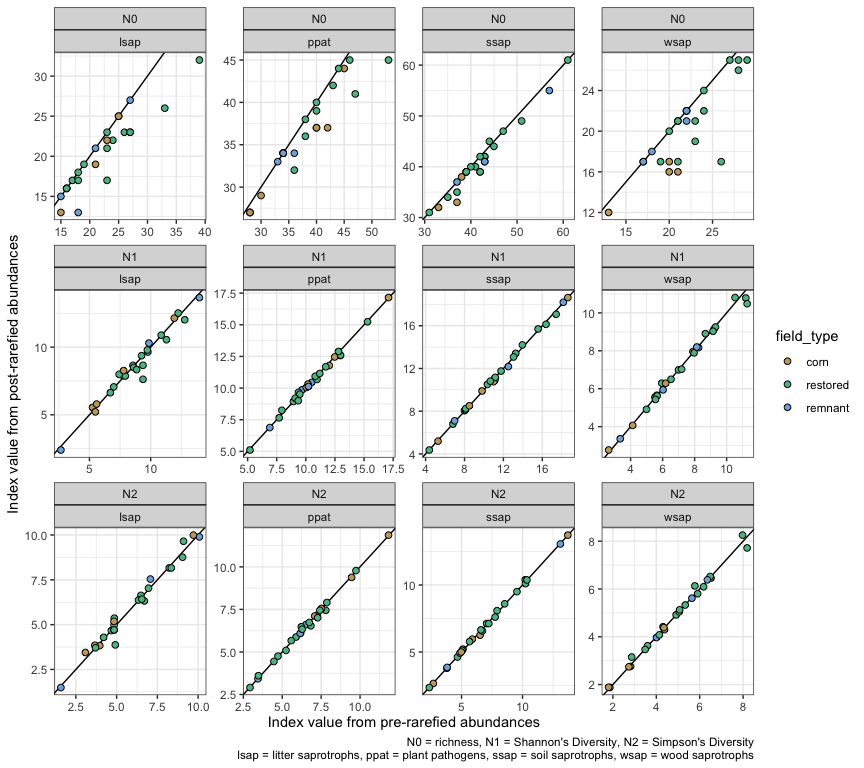 N0 N0 N0 N0
lsap ppat ssap wsap
30
25
20
15
15 20 25 30 35 40
45
40
35
30
30 35 40 45 50
60
50
40
30
30 40 50 60
24
20
16
12
15 20 25
N1 N1 N1 N1
lsap ppat ssap wsap
10
5
5 10
17.5
15.0
12.5
10.0
7.5
5.0
5.0 7.5 10.0 12.5 15.0 17.5
16
12
8
4
4 8 12 16
10
8
6
4
4 6 8 10
N2 N2 N2 N2
lsap ppat ssap wsap
10.0
7.5
5.0
2.5
2.5 5.0 7.5 10.0
12.5
10.0
7.5
5.0
2.5
2.5 5.0 7.5 10.0
10
5
5 10
8
6
4
2
2 4 6 8
Index value from post-rarefied abundances
Index value from pre-rarefied abundances
field_type
corn
restored
remnant
N0 = richness, N1 = Shannon's Diversity, N2 = Simpson's Diversity
lsap = litter saprotrophs, ppat = plant pathogens, ssap = soil saprotrophs, wsap = wood saprotrophs